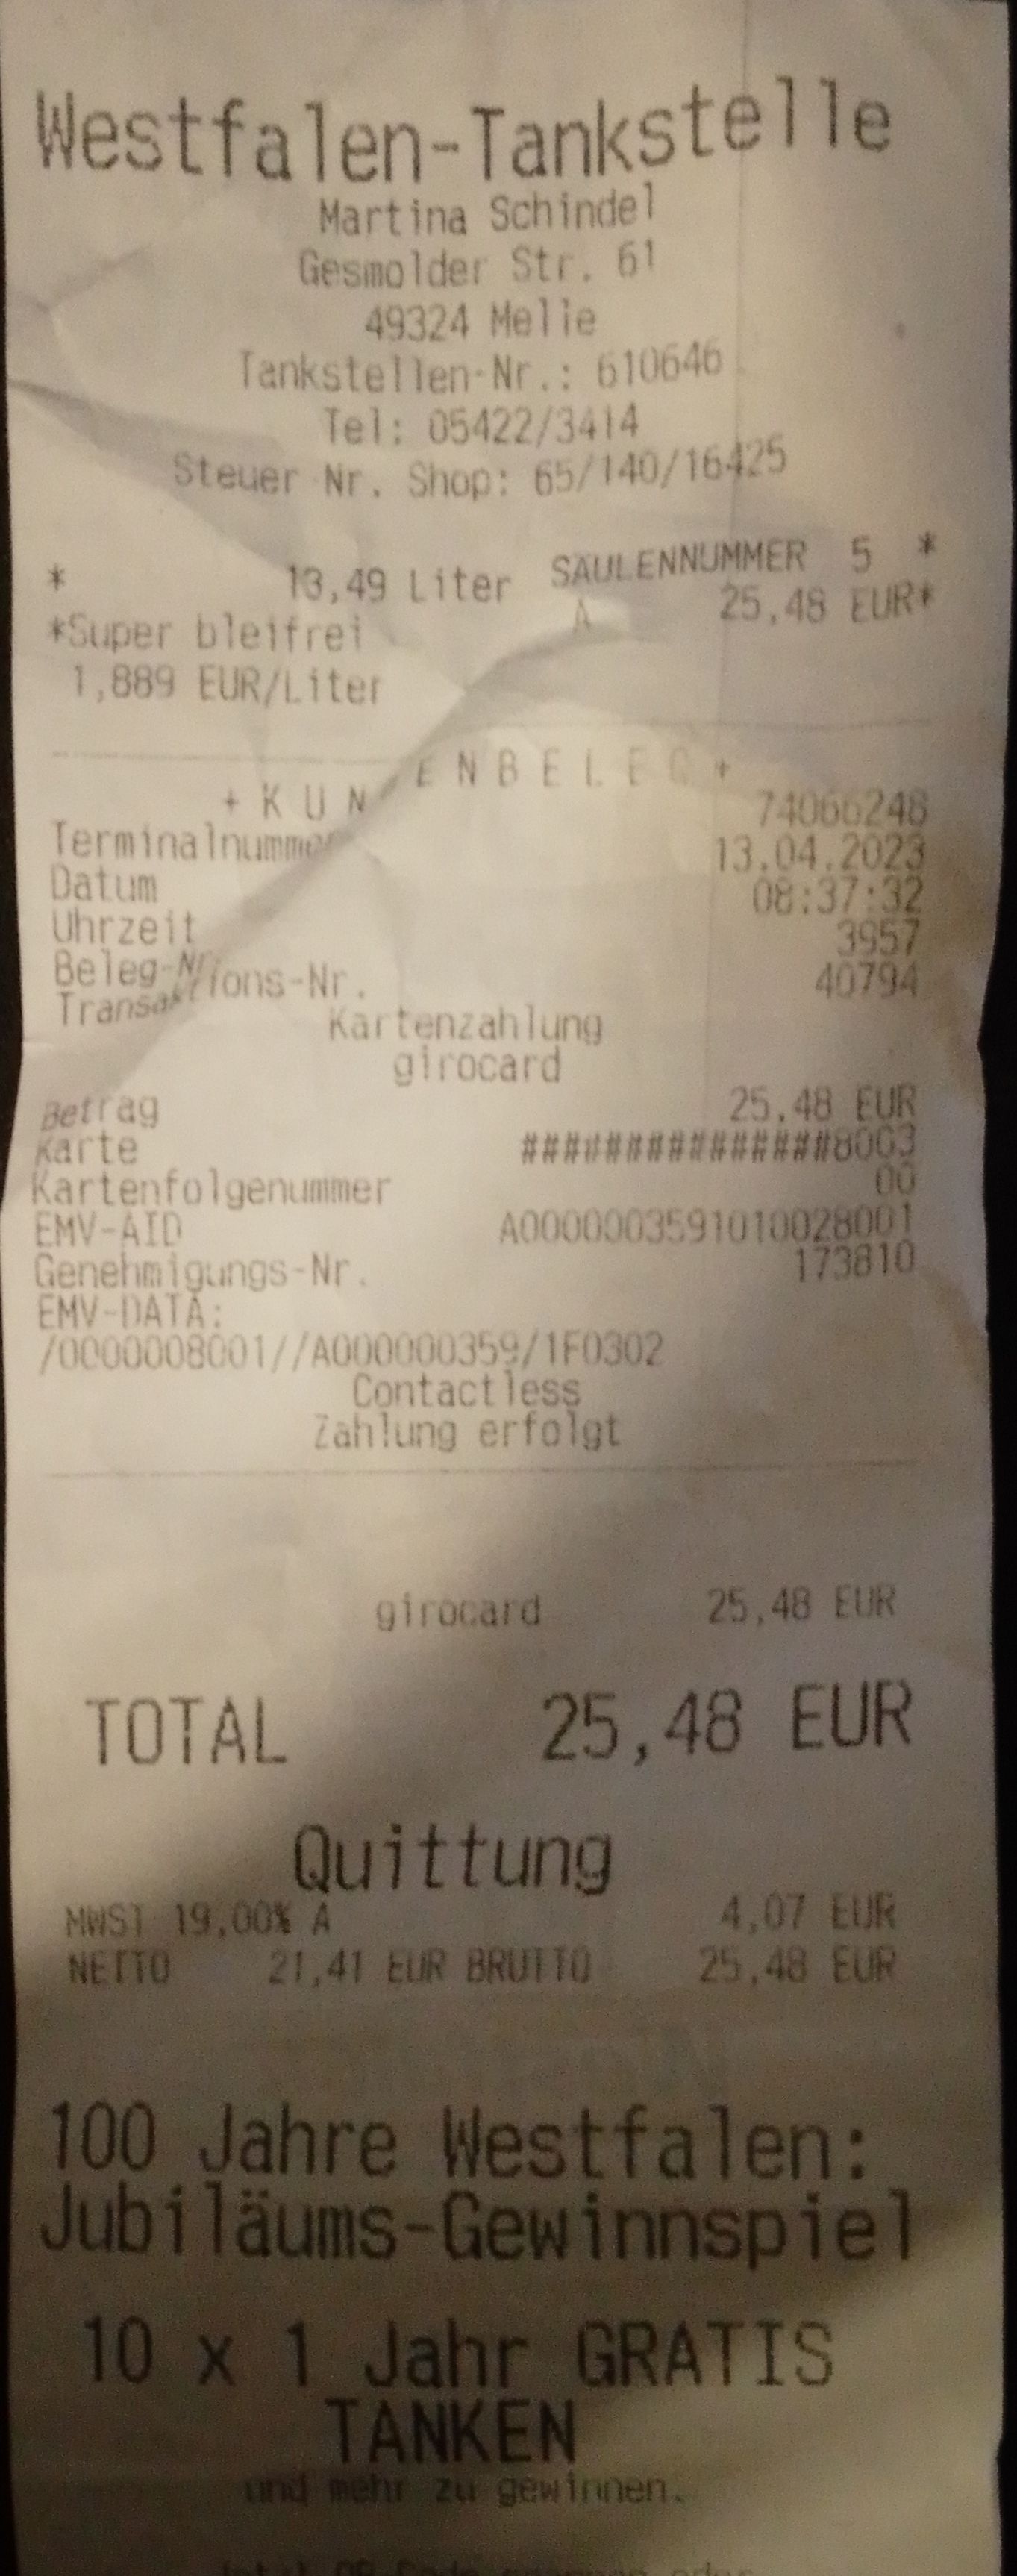 Westfalen-Tankstelle
Martina Schindel
Gesmolder Str. 61
49324 Melle
Tankstellen-Nr.: 610646
Tel: 05422/3414
Steuer Nr. Shop: 65/140/16425
SÄULENNUMMER 5 *
* 13,49 Liter A 25,48 EUR*
*Super bleifrei
1,889 EUR/Liter
+ K U N D E N B E L E G +
Terminalnummer 74066248
Datum 13.04.2023
Uhrzeit 08:37:32
Beleg-Nr. 3957
Transaktions-Nr. 40794
Kartenzahlung
girocard
Betrag 25,48 EUR
Karte ###############8003
Kartenfolgenummer 00
EMV-AID A0000003591010028001
Genehmigungs-Nr. 173810
EMV-DATA:
/0000008001//A000000359/1F0302
Contactless
Zahlung erfolgt
girocard 25,48 EUR
TOTAL 25,48 EUR
Quittung
MWST 19,00% A 4,07 EUR
NETTO 21,41 EUR BRUTTO 25,48 EUR
100 Jahre Westfalen:
Jubiläums-Gewinnspiel
10 x 1 Jahr GRATIS
TANKEN
und mehr zu gewinnen.